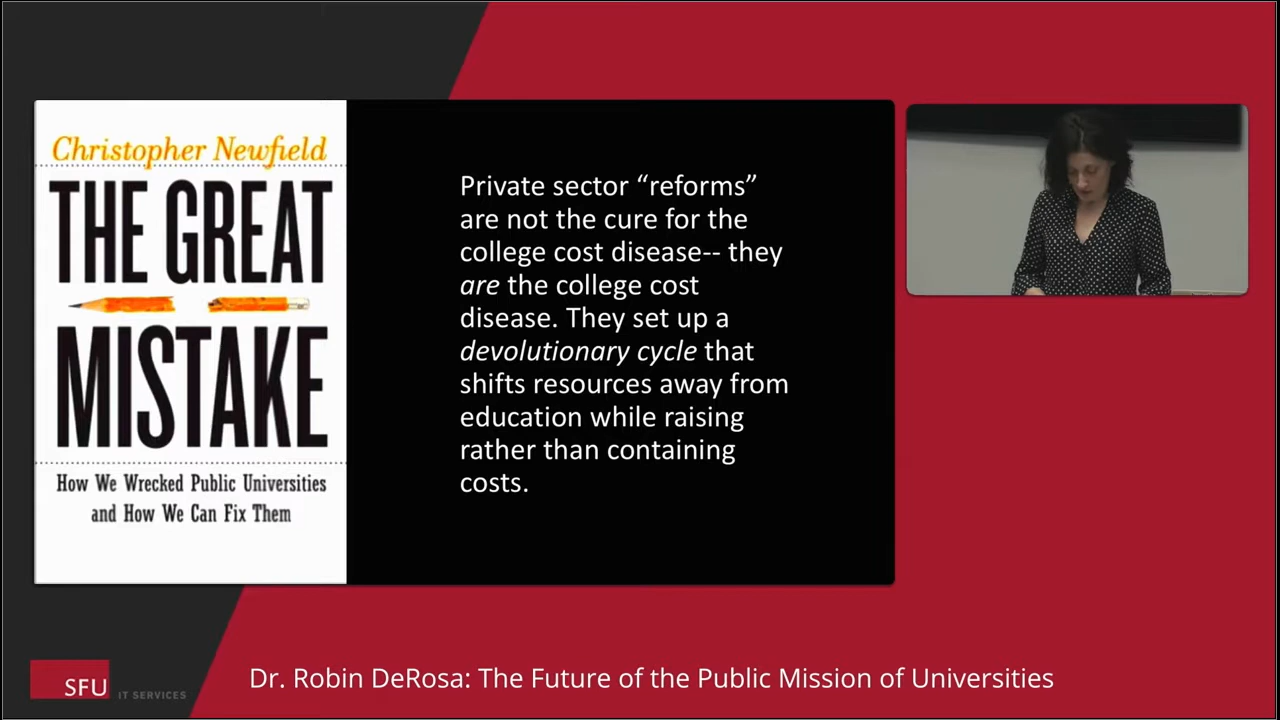 Christopher Newfield
THE GREAT
MISTAKE
How We Wrecked Public Universities
and How We Can Fix Them
Private sector “reforms”
are not the cure for the
college cost disease-- they
are the college cost
disease. They set up a
devolutionary cycle that
shifts resources away from
education while raising
rather than containing
costs.
SFU IT SERVICES
Dr. Robin DeRosa: The Future of the Public Mission of Universities